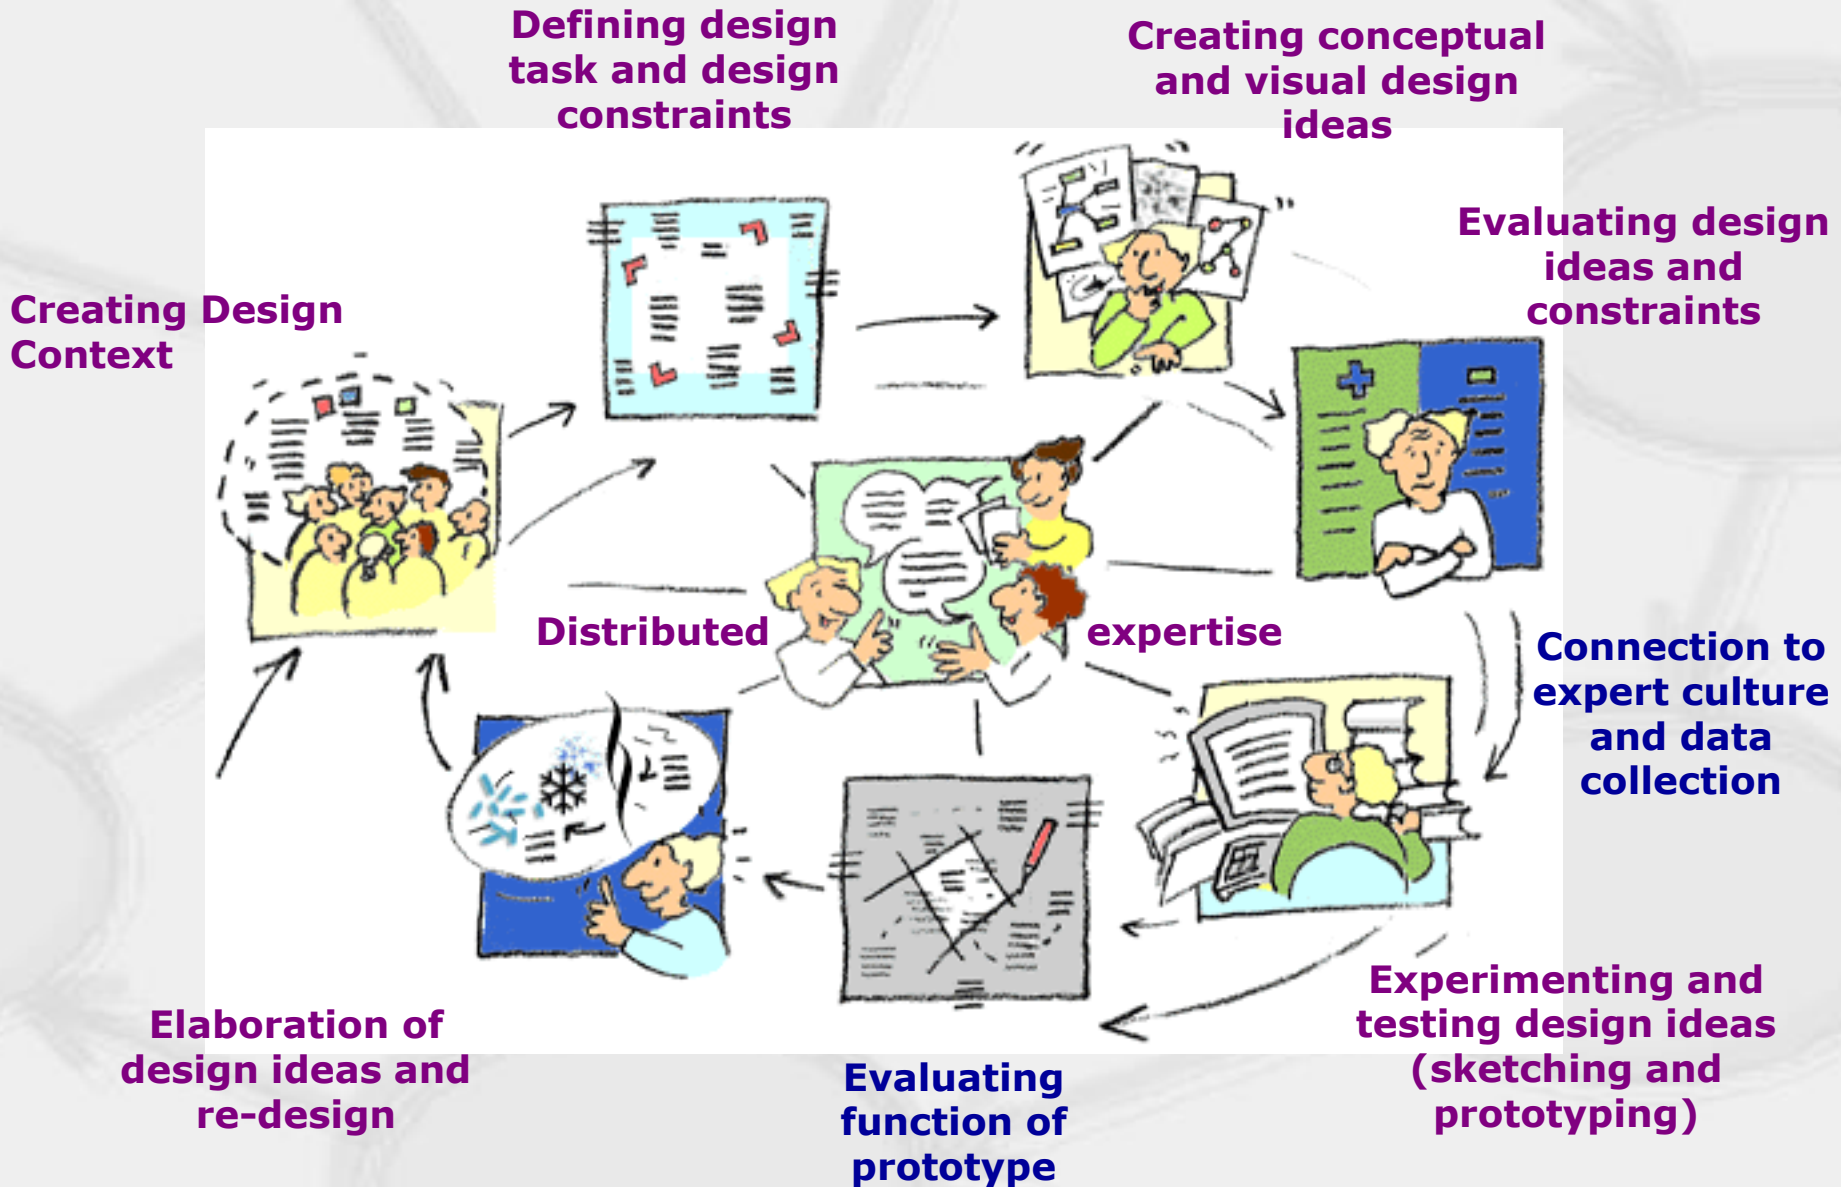 Defining design
task and design
constraints
Creating conceptual
and visual design
ideas
Evaluating design
ideas and
constraints
Creating Design
Context
Distributed expertise
Connection to
expert culture
and data
collection
Experimenting and
testing design ideas
(sketching and
prototyping)
Elaboration of
design ideas and
re-design
Evaluating
function of
prototype